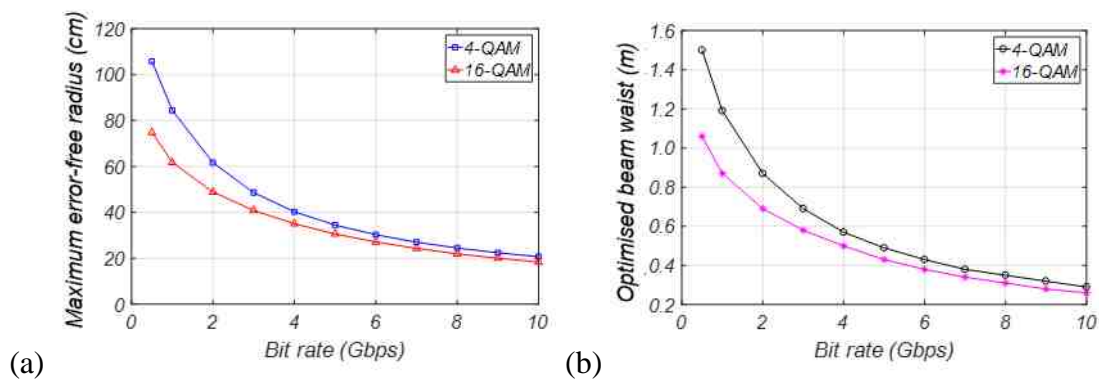 Maximum error-free radius (cm)
120
100
80
60
40
20
0
0 2 4 6 8 10
Bit rate (Gbps)
4-QAM
16-QAM
(a)
Optimised beam waist (m)
1.6
1.4
1.2
1.0
0.8
0.6
0.4
0.2
0 2 4 6 8 10
Bit rate (Gbps)
4-QAM
16-QAM
(b)